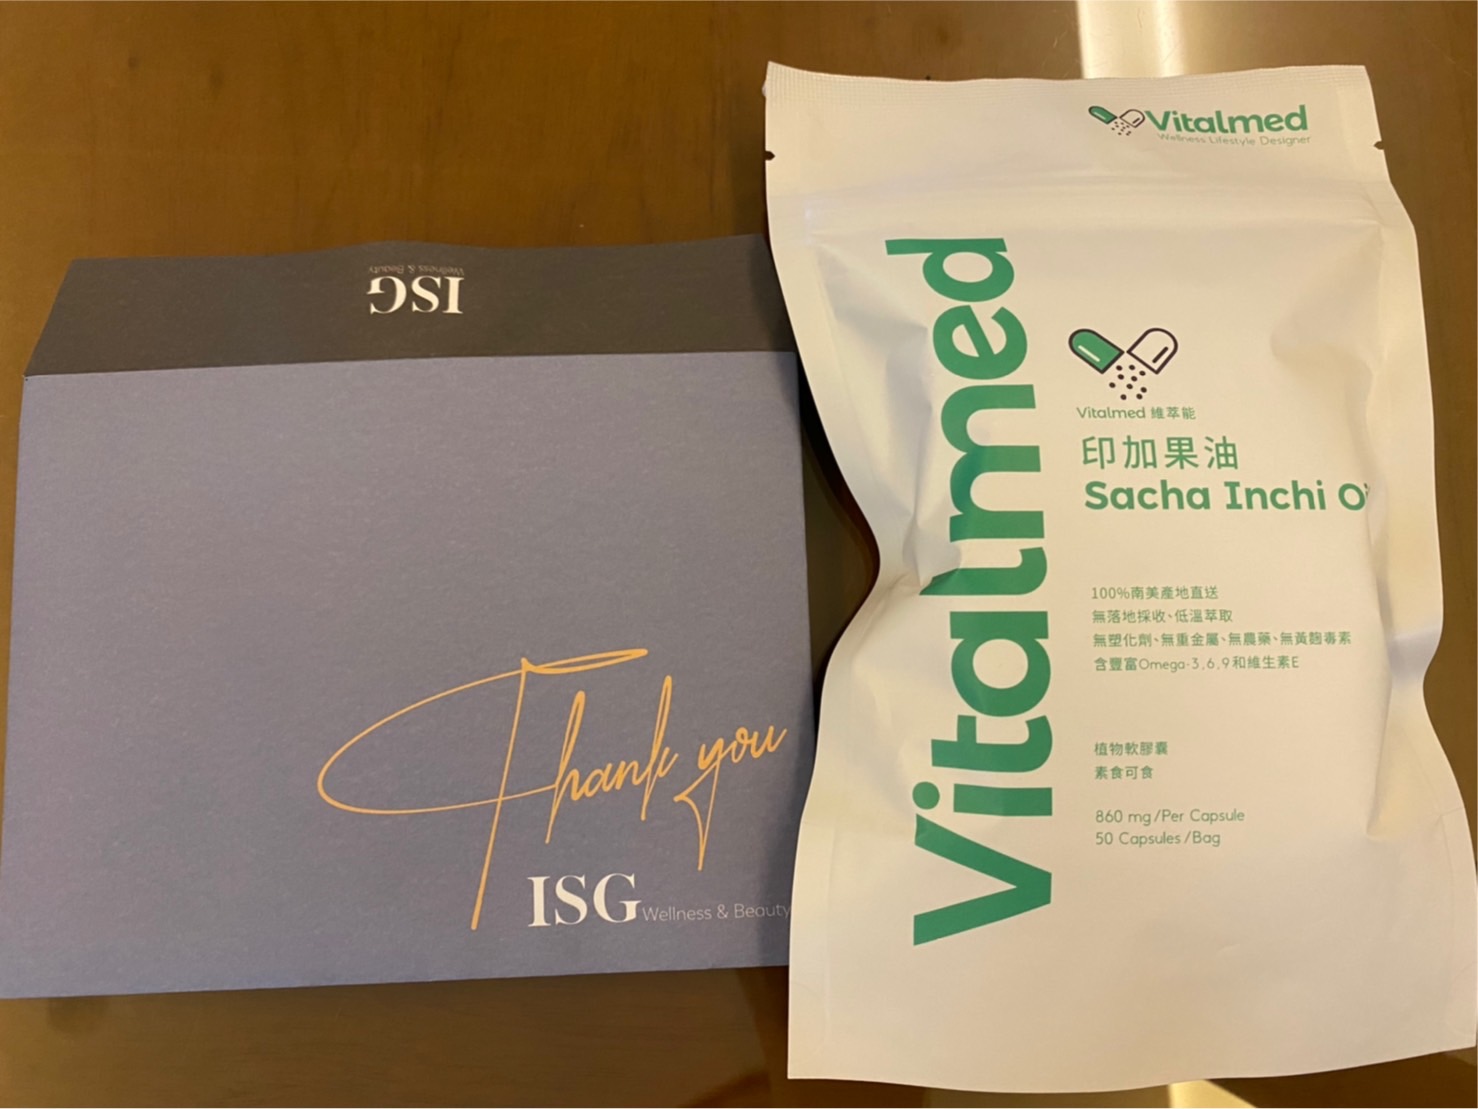 Wellness & Beauty
ISG
Thank you
ISG Wellness & Beauty
Vitalmed
Wellness Lifestyle Designer
Vitalmed
Vitalmed 維萃能
印加果油
Sacha Inchi Oi
100%南美產地直送
無落地採收、低溫萃取
無塑化劑、無重金屬、無農藥、無黃麴毒素
含豐富Omega-3,6,9和維生素E
植物軟膠囊
素食可食
860 mg/Per Capsule
50 Capsules/Bag